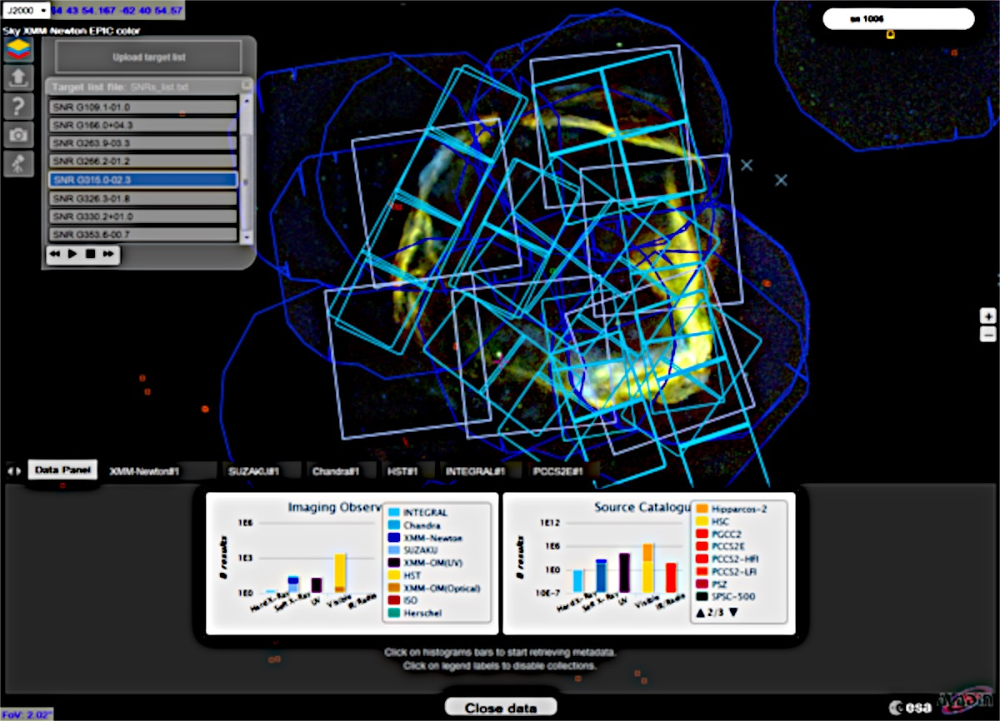 J2000
54 43 54.167 -62 40 54.57
sn 1006
Sky XMM-Newton EPIC color
Upload target list
Target list file: SNRs_list.txt
SNR G109.1-01.0
SNR G166.0+04.3
SNR G263.9-03.3
SNR G266.2-01.2
SNR G315.0-02.3
SNR G326.3-01.8
SNR G330.2+01.0
SNR G353.6-00.7
+
−
Data Panel
XMM-Newton#1
SUZAKU#1
Chandra#1
HST#1
INTEGRAL#1
PCCS2E#1
Imaging Observ
# results
1E6
1E3
1E0
Hard X-Ray
Soft X-Ray
UV
Visible
IR
Radio
INTEGRAL
Chandra
XMM-Newton
SUZAKU
XMM-OM(UV)
HST
XMM-OM(Optical)
ISO
Herschel
Source Catalogu
# results
1E12
1E6
1E0
10E-7
Hard X-Ray
Soft X-Ray
UV
Visible
IR
Radio
Hipparcos-2
HSC
PGCC2
PCCS2E
PCCS2-HFI
PCCS2-LFI
PSZ
SPSC-500
▲ 2/3 ▼
Click on histograms bars to start retrieving metadata.
Click on legend labels to disable collections.
Close data
FoV: 2.02°
esa